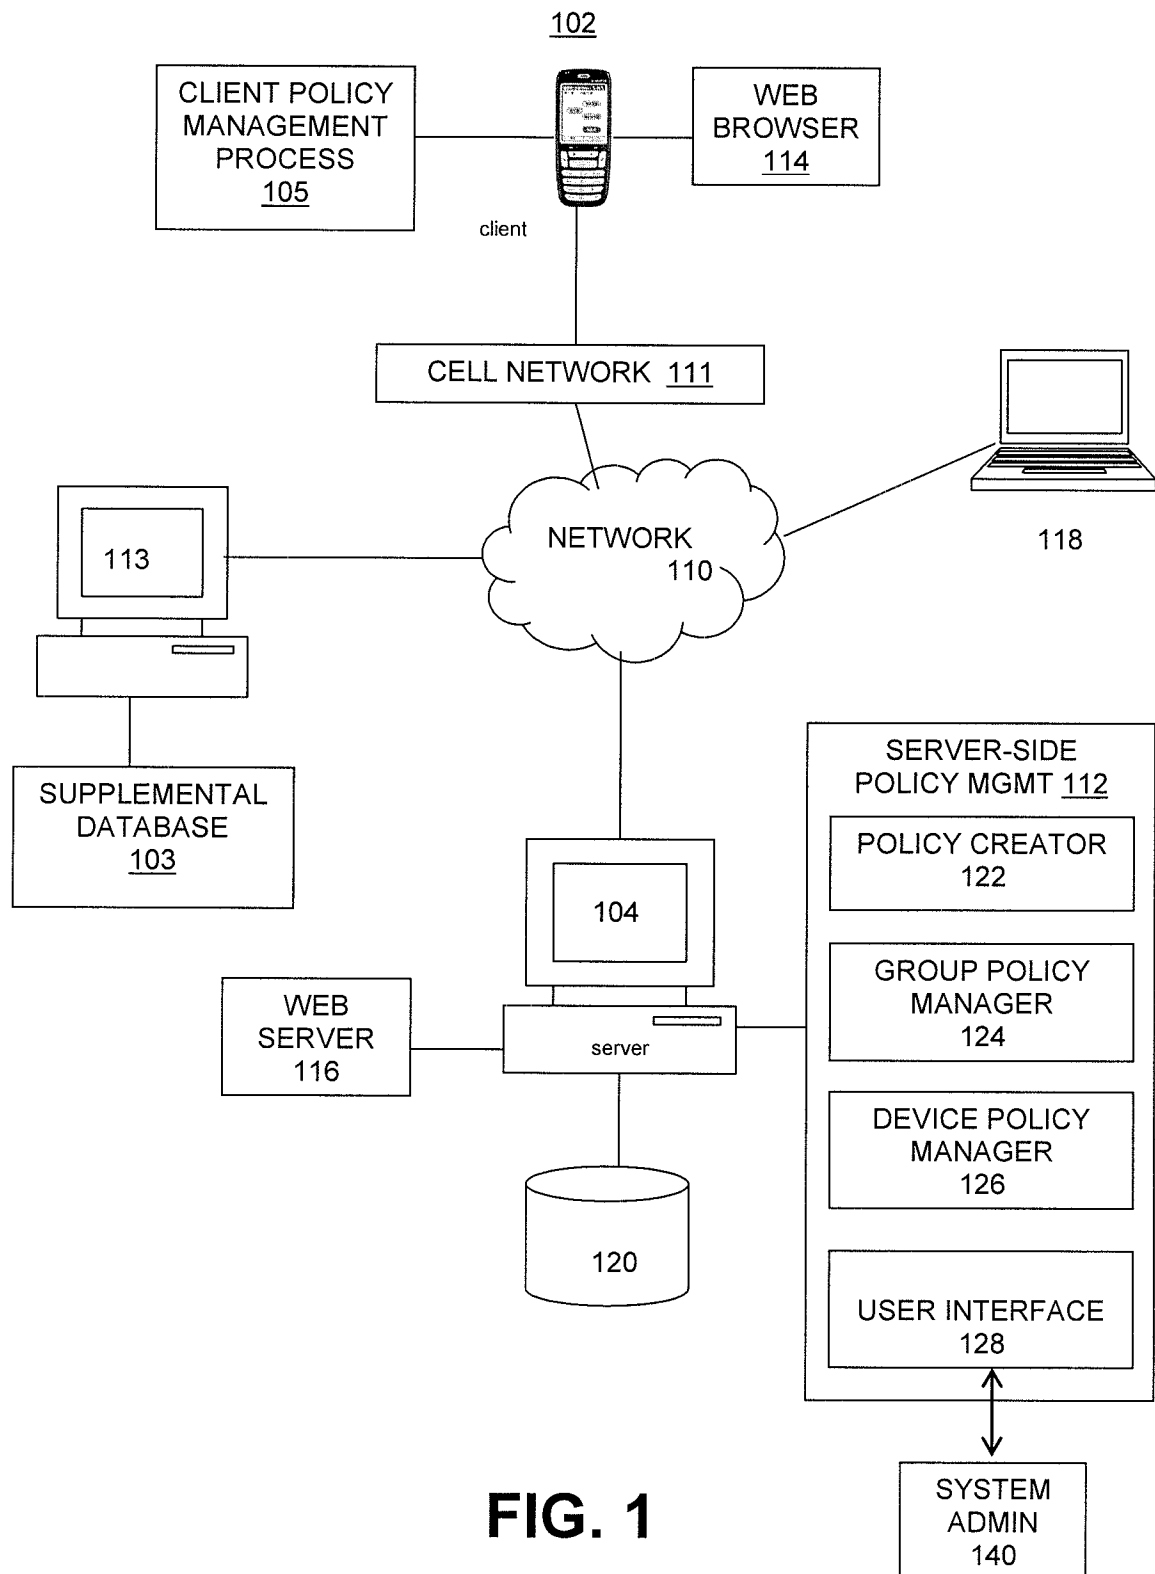 102
CLIENT POLICY
MANAGEMENT
PROCESS
105
WEB
BROWSER
114
client
CELL NETWORK 111
118
NETWORK
110
113
SUPPLEMENTAL
DATABASE
103
SERVER-SIDE
POLICY MGMT 112
POLICY CREATOR
122
GROUP POLICY
MANAGER
124
DEVICE POLICY
MANAGER
126
USER INTERFACE
128
104
server
WEB
SERVER
116
120
SYSTEM
ADMIN
140
FIG. 1